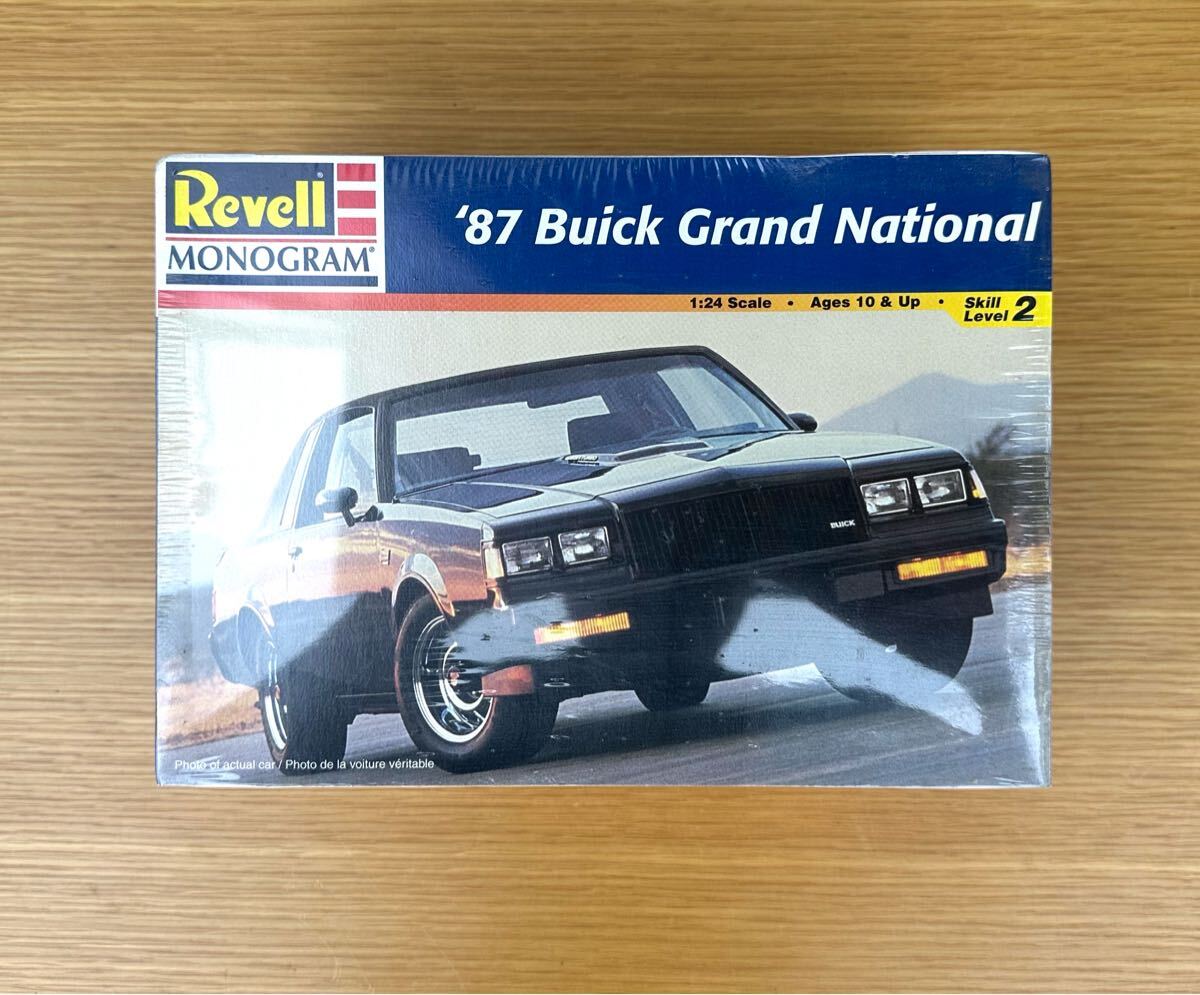 Revell®
MONOGRAM®
'87 Buick Grand National
1:24 Scale • Ages 10 & Up • Skill Level 2
BUICK
Photo of actual car / Photo de la voiture véritable